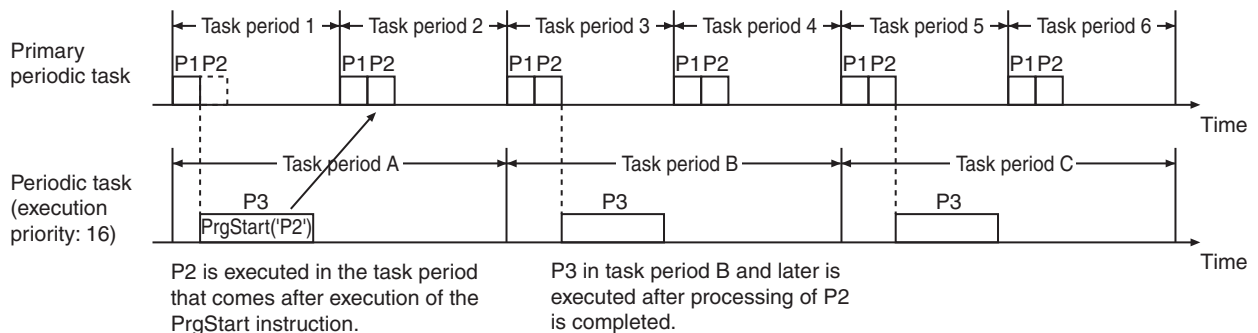 Task period 1 Task period 2 Task period 3 Task period 4 Task period 5 Task period 6
Primary
periodic task
P1 P2 P1 P2 P1 P2 P1 P2 P1 P2 P1 P2
Time
Task period A Task period B Task period C
Periodic task
(execution
priority: 16)
P3 P3 P3
PrgStart('P2')
Time
P2 is executed in the task period
that comes after execution of the
PrgStart instruction.
P3 in task period B and later is
executed after processing of P2
is completed.